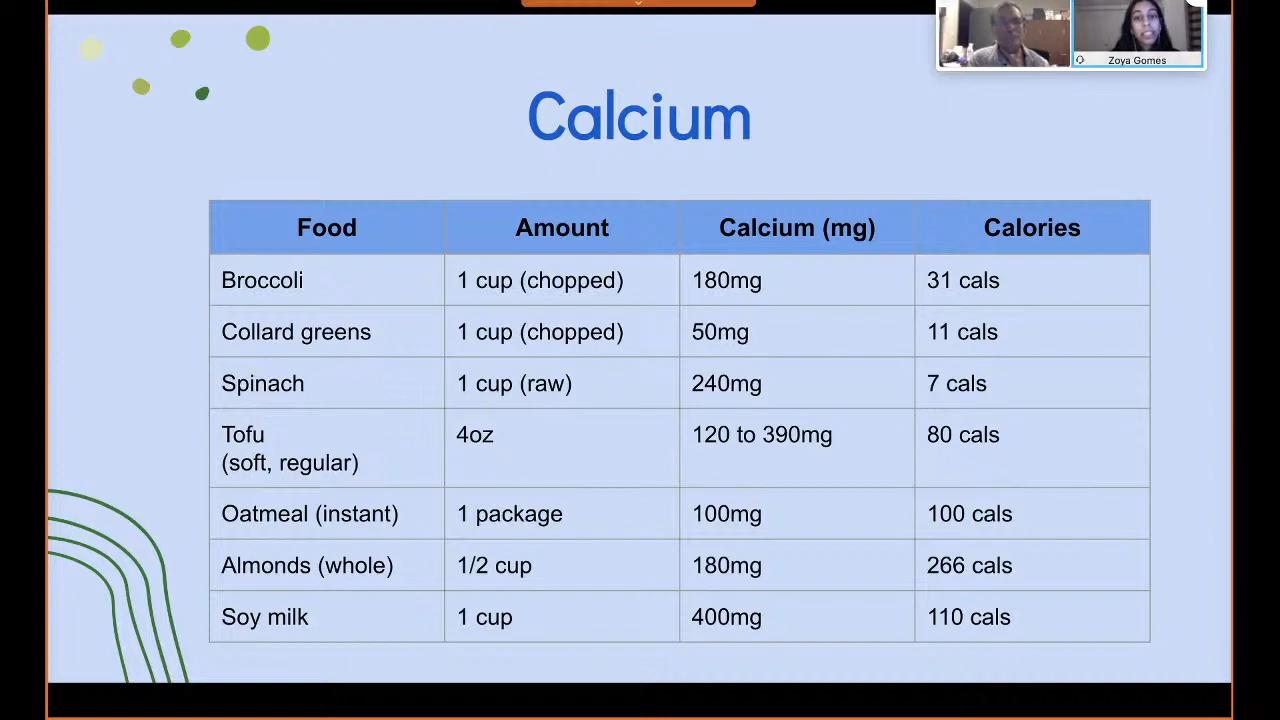 Zoya Gomes
Calcium
Food Amount Calcium (mg) Calories
Broccoli 1 cup (chopped) 180mg 31 cals
Collard greens 1 cup (chopped) 50mg 11 cals
Spinach 1 cup (raw) 240mg 7 cals
Tofu 4oz 120 to 390mg 80 cals
(soft, regular)
Oatmeal (instant) 1 package 100mg 100 cals
Almonds (whole) 1/2 cup 180mg 266 cals
Soy milk 1 cup 400mg 110 cals